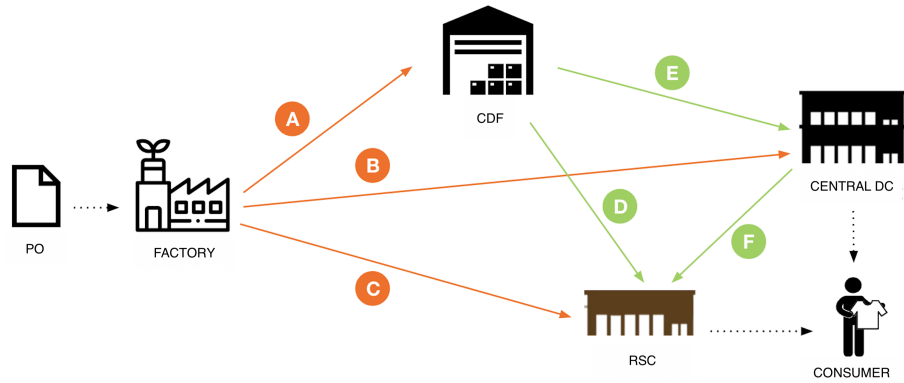 CDF
E
A
B
CENTRAL DC
D
PO
FACTORY
F
C
RSC
CONSUMER